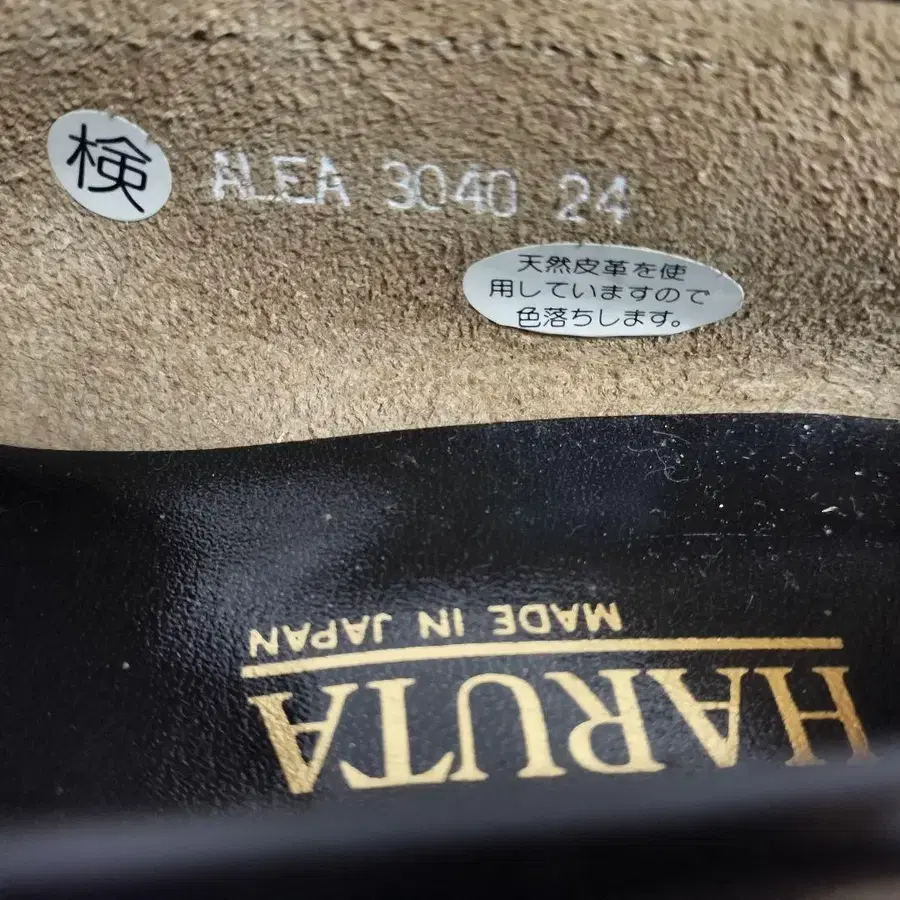 検
ALEA 3040 24
天然皮革を使
用していますので
色落ちします。
HARUTA
MADE IN JAPAN